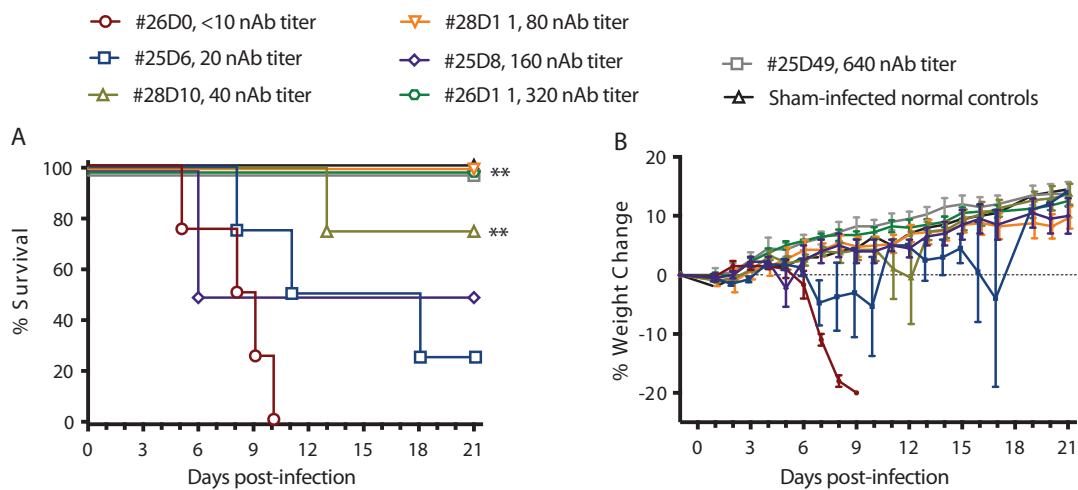 #26D0, <10 nAb titer
#25D6, 20 nAb titer
#28D10, 40 nAb titer
#28D1 1, 80 nAb titer
#25D8, 160 nAb titer
#26D1 1, 320 nAb titer
#25D49, 640 nAb titer
Sham-infected normal controls
A
% Survival
100
80
60
40
20
0
**
**
0 3 6 9 12 15 18 21
Days post-infection
B
% Weight Change
20
10
0
-10
-20
0 3 6 9 12 15 18 21
Days post-infection